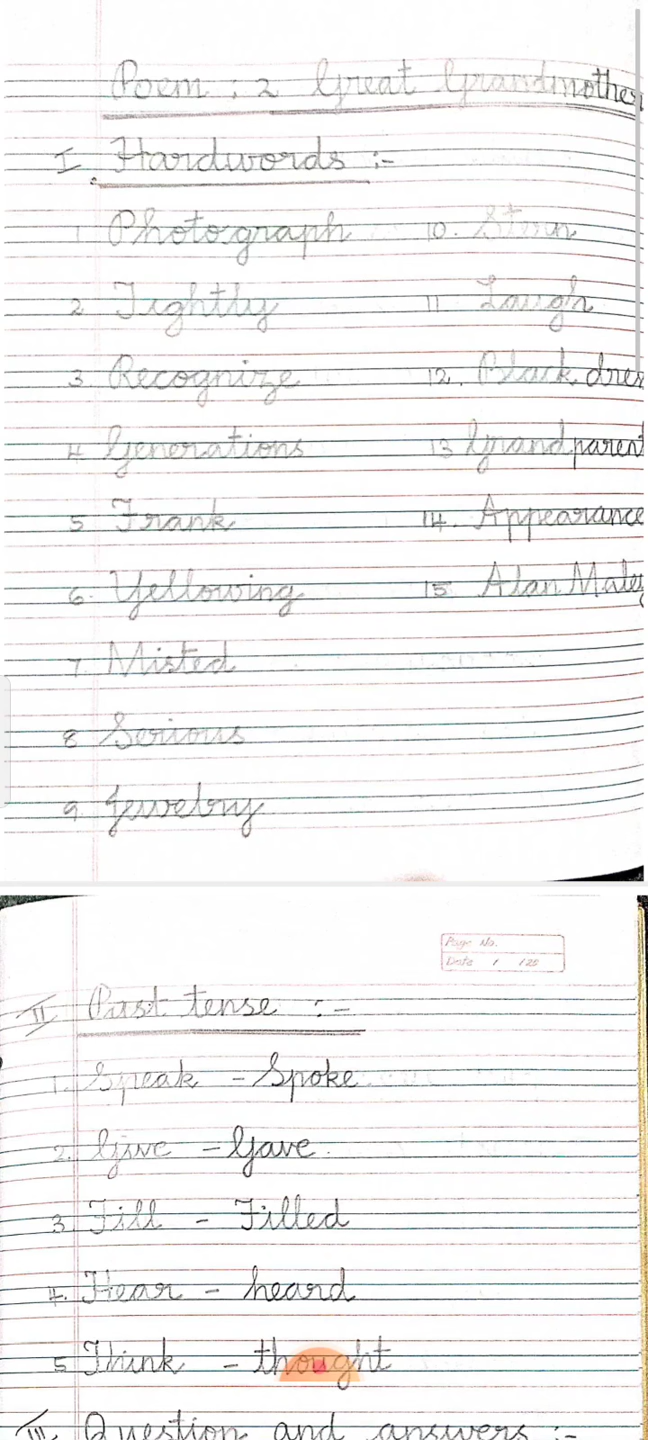 Poem : 2 Great Grandmother
I. Hardwords :-
1 Photograph 10. Stern
2 Tightly 11. Laugh
3. Recognize 12. Black dres
4 Generations 13 Grandparent
5 Frank 14. Appearance
6. Yellowing 15 Alan Maley
7. Misted
8 Serious
9 Jewelry
Page No.
Date / /20
II Past tense :-
1. Speak - Spoke
2. Give - Gave.
3. Fill - Filled
4. Hear - heard
5 Think - thought
III Question and answers :-